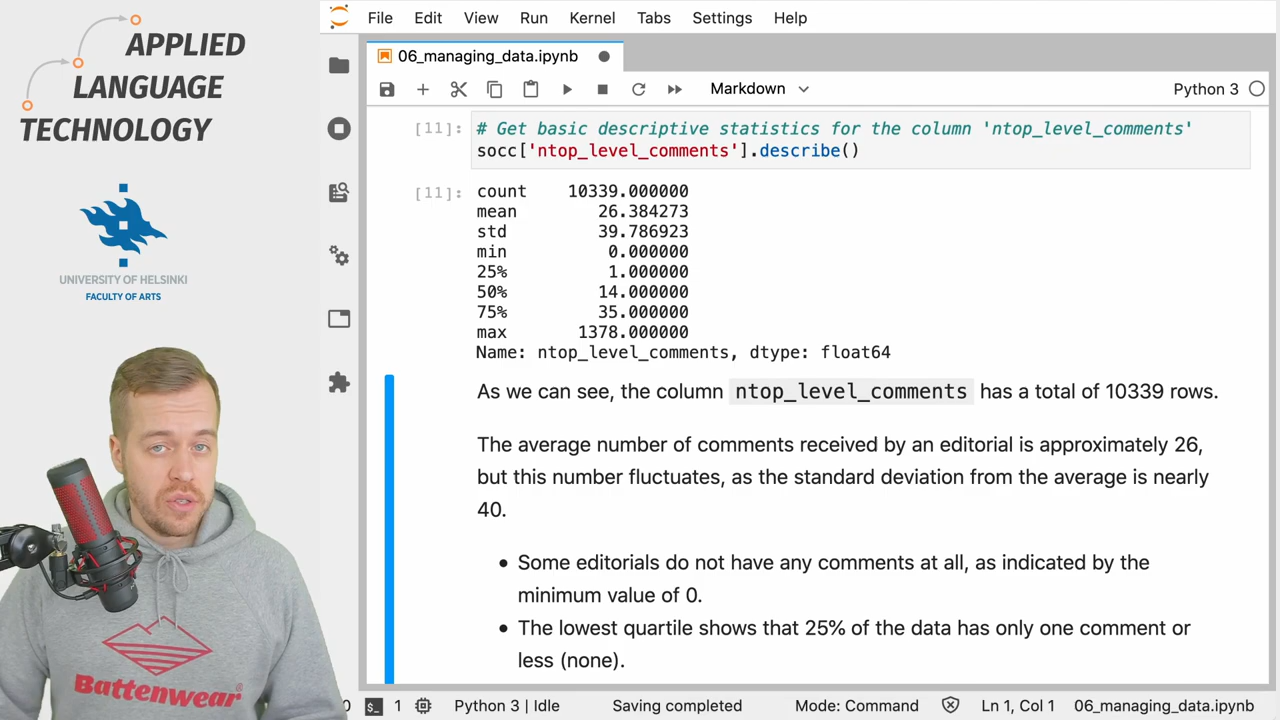 APPLIED
LANGUAGE
TECHNOLOGY
UNIVERSITY OF HELSINKI
FACULTY OF ARTS
Battenwear®
File Edit View Run Kernel Tabs Settings Help
06_managing_data.ipynb
Markdown
Python 3
[11]: # Get basic descriptive statistics for the column 'ntop_level_comments'
socc['ntop_level_comments'].describe()
[11]: count 10339.000000
mean 26.384273
std 39.786923
min 0.000000
25% 1.000000
50% 14.000000
75% 35.000000
max 1378.000000
Name: ntop_level_comments, dtype: float64
As we can see, the column ntop_level_comments has a total of 10339 rows.
The average number of comments received by an editorial is approximately 26,
but this number fluctuates, as the standard deviation from the average is nearly
40.
• Some editorials do not have any comments at all, as indicated by the
minimum value of 0.
• The lowest quartile shows that 25% of the data has only one comment or
less (none).
0 1 Python 3 | Idle Saving completed Mode: Command Ln 1, Col 1 06_managing_data.ipynb